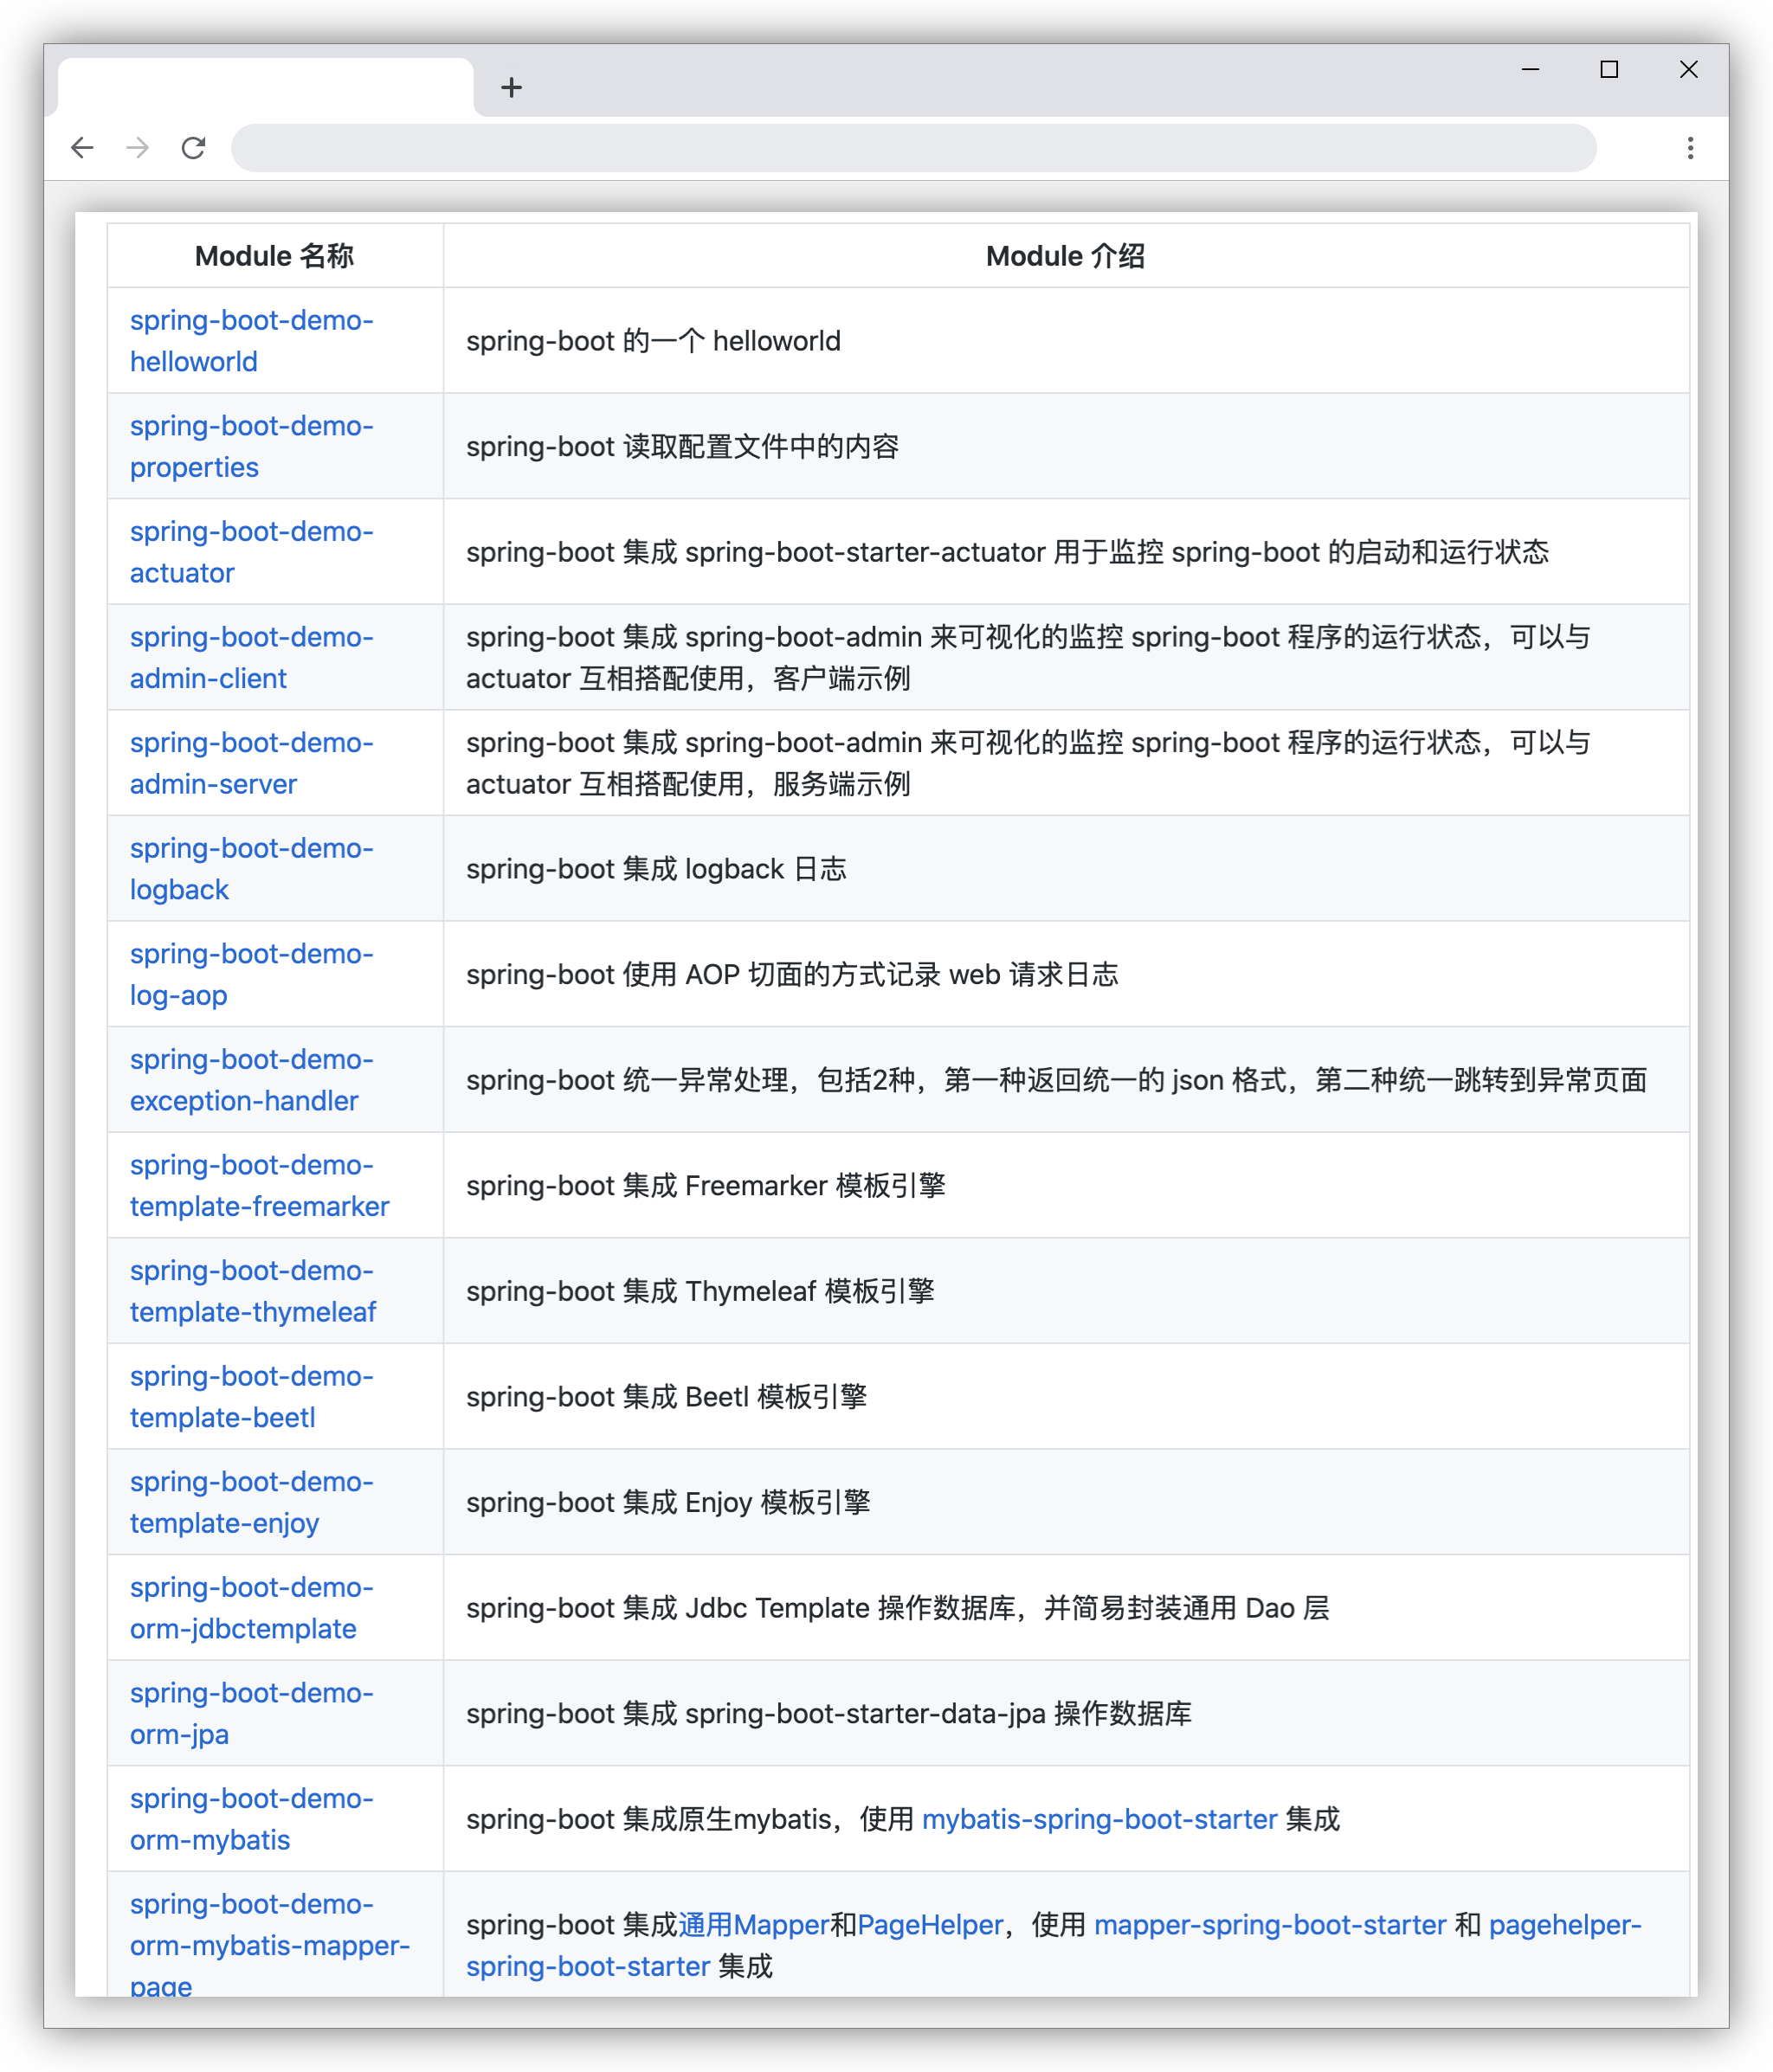 Module 名称
Module 介绍
spring-boot-demo-
helloworld
spring-boot 的一个 helloworld
spring-boot-demo-
properties
spring-boot 读取配置文件中的内容
spring-boot-demo-
actuator
spring-boot 集成 spring-boot-starter-actuator 用于监控 spring-boot 的启动和运行状态
spring-boot-demo-
admin-client
spring-boot 集成 spring-boot-admin 来可视化的监控 spring-boot 程序的运行状态，可以与
actuator 互相搭配使用，客户端示例
spring-boot-demo-
admin-server
spring-boot 集成 spring-boot-admin 来可视化的监控 spring-boot 程序的运行状态，可以与
actuator 互相搭配使用，服务端示例
spring-boot-demo-
logback
spring-boot 集成 logback 日志
spring-boot-demo-
log-aop
spring-boot 使用 AOP 切面的方式记录 web 请求日志
spring-boot-demo-
exception-handler
spring-boot 统一异常处理，包括2种，第一种返回统一的 json 格式，第二种统一跳转到异常页面
spring-boot-demo-
template-freemarker
spring-boot 集成 Freemarker 模板引擎
spring-boot-demo-
template-thymeleaf
spring-boot 集成 Thymeleaf 模板引擎
spring-boot-demo-
template-beetl
spring-boot 集成 Beetl 模板引擎
spring-boot-demo-
template-enjoy
spring-boot 集成 Enjoy 模板引擎
spring-boot-demo-
orm-jdbctemplate
spring-boot 集成 Jdbc Template 操作数据库，并简易封装通用 Dao 层
spring-boot-demo-
orm-jpa
spring-boot 集成 spring-boot-starter-data-jpa 操作数据库
spring-boot-demo-
orm-mybatis
spring-boot 集成原生mybatis，使用 mybatis-spring-boot-starter 集成
spring-boot-demo-
orm-mybatis-mapper-
page
spring-boot 集成通用Mapper和PageHelper，使用 mapper-spring-boot-starter 和 pagehelper-
spring-boot-starter 集成